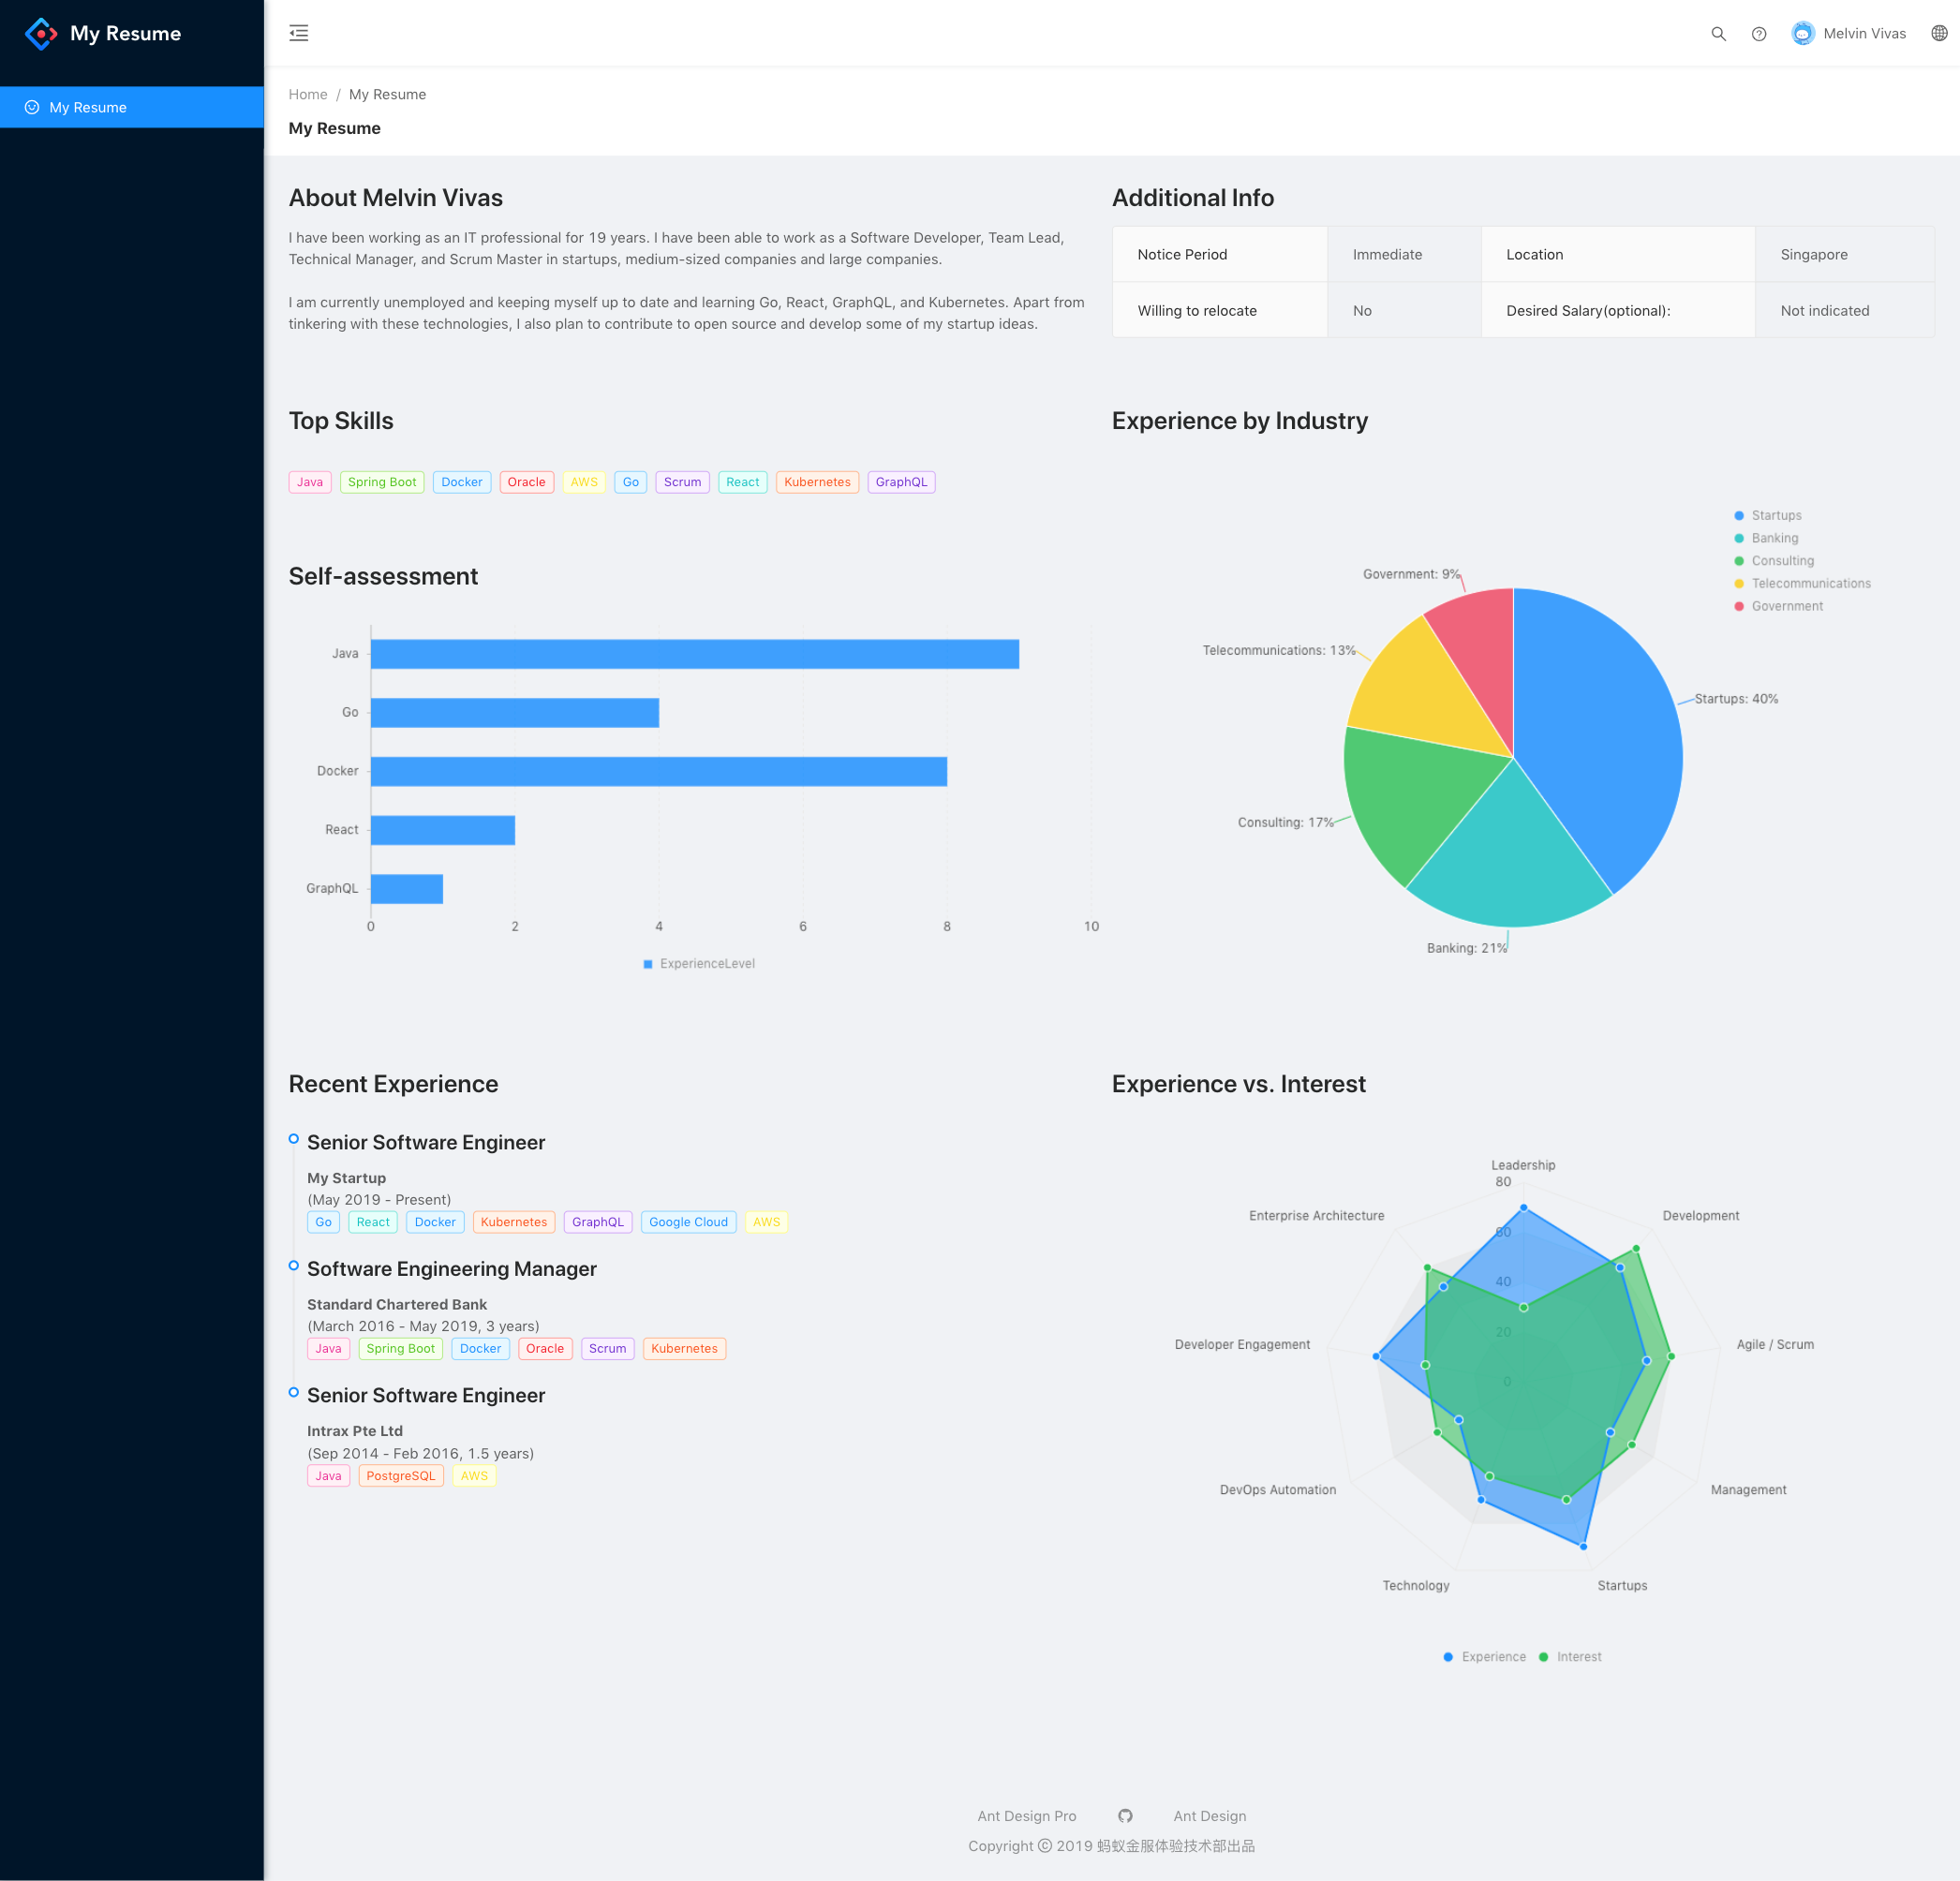 My Resume
Melvin Vivas
My Resume
Home / My Resume
My Resume
About Melvin Vivas
I have been working as an IT professional for 19 years. I have been able to work as a Software Developer, Team Lead,
Technical Manager, and Scrum Master in startups, medium-sized companies and large companies.
I am currently unemployed and keeping myself up to date and learning Go, React, GraphQL, and Kubernetes. Apart from
tinkering with these technologies, I also plan to contribute to open source and develop some of my startup ideas.
Additional Info
Notice Period Immediate Location Singapore
Willing to relocate No Desired Salary(optional): Not indicated
Top Skills
Java Spring Boot Docker Oracle AWS Go Scrum React Kubernetes GraphQL
Self-assessment
Java
Go
Docker
React
GraphQL
0 2 4 6 8 10
ExperienceLevel
Experience by Industry
Startups
Banking
Consulting
Telecommunications
Government
Government: 9%
Telecommunications: 13%
Startups: 40%
Consulting: 17%
Banking: 21%
Recent Experience
Senior Software Engineer
My Startup
(May 2019 - Present)
Go React Docker Kubernetes GraphQL Google Cloud AWS
Software Engineering Manager
Standard Chartered Bank
(March 2016 - May 2019, 3 years)
Java Spring Boot Docker Oracle Scrum Kubernetes
Senior Software Engineer
Intrax Pte Ltd
(Sep 2014 - Feb 2016, 1.5 years)
Java PostgreSQL AWS
Experience vs. Interest
Leadership
80
Enterprise Architecture Development
60
40
20
Developer Engagement Agile / Scrum
0
DevOps Automation Management
Technology Startups
Experience Interest
Ant Design Pro Ant Design
Copyright © 2019 蚂蚁金服体验技术部出品